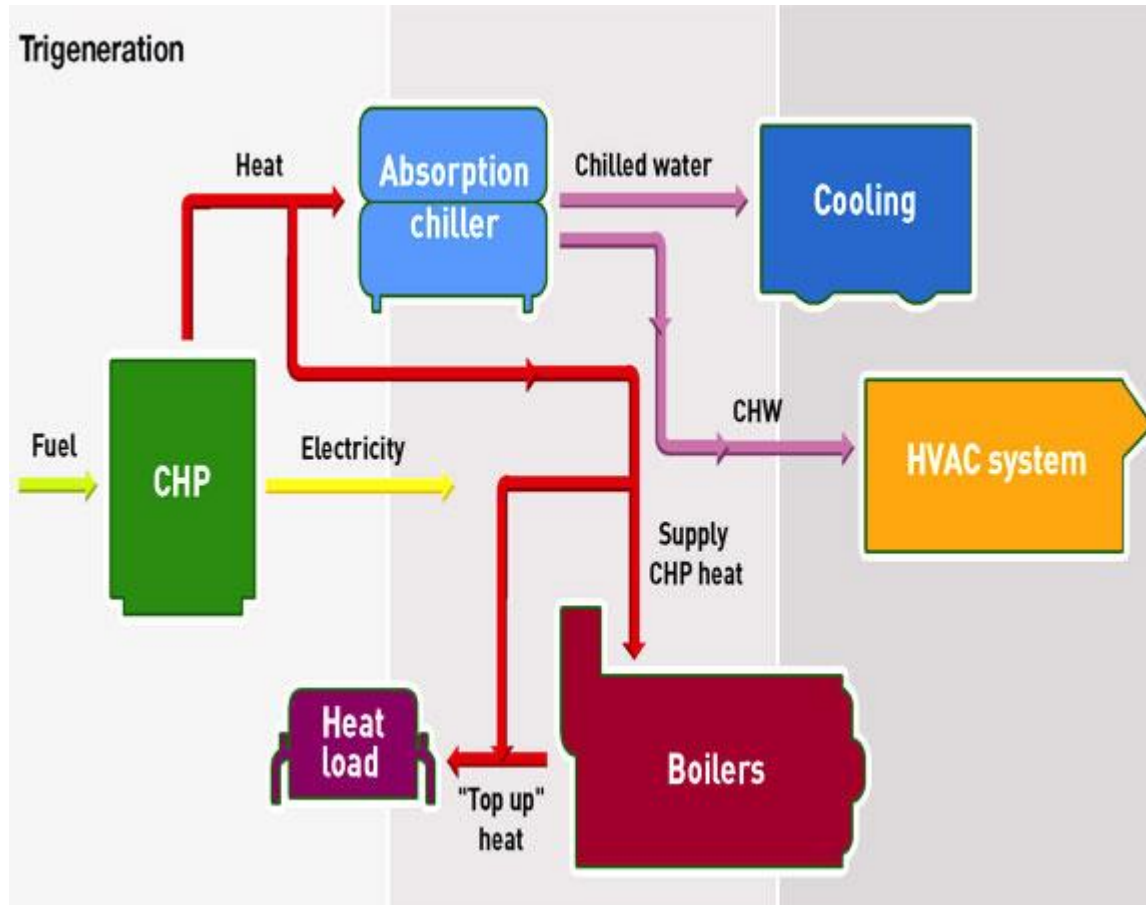 Trigeneration
Heat
Absorption
chiller
Chilled water
Cooling
Fuel
CHP
Electricity
CHW
HVAC system
Supply
CHP heat
Heat
load
"Top up"
heat
Boilers